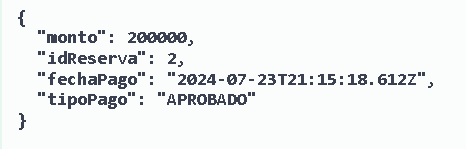 {
"monto": 200000,
"idReserva": 2,
"fechaPago": "2024-07-23T21:15:18.612Z",
"tipoPago": "APROBADO"
}